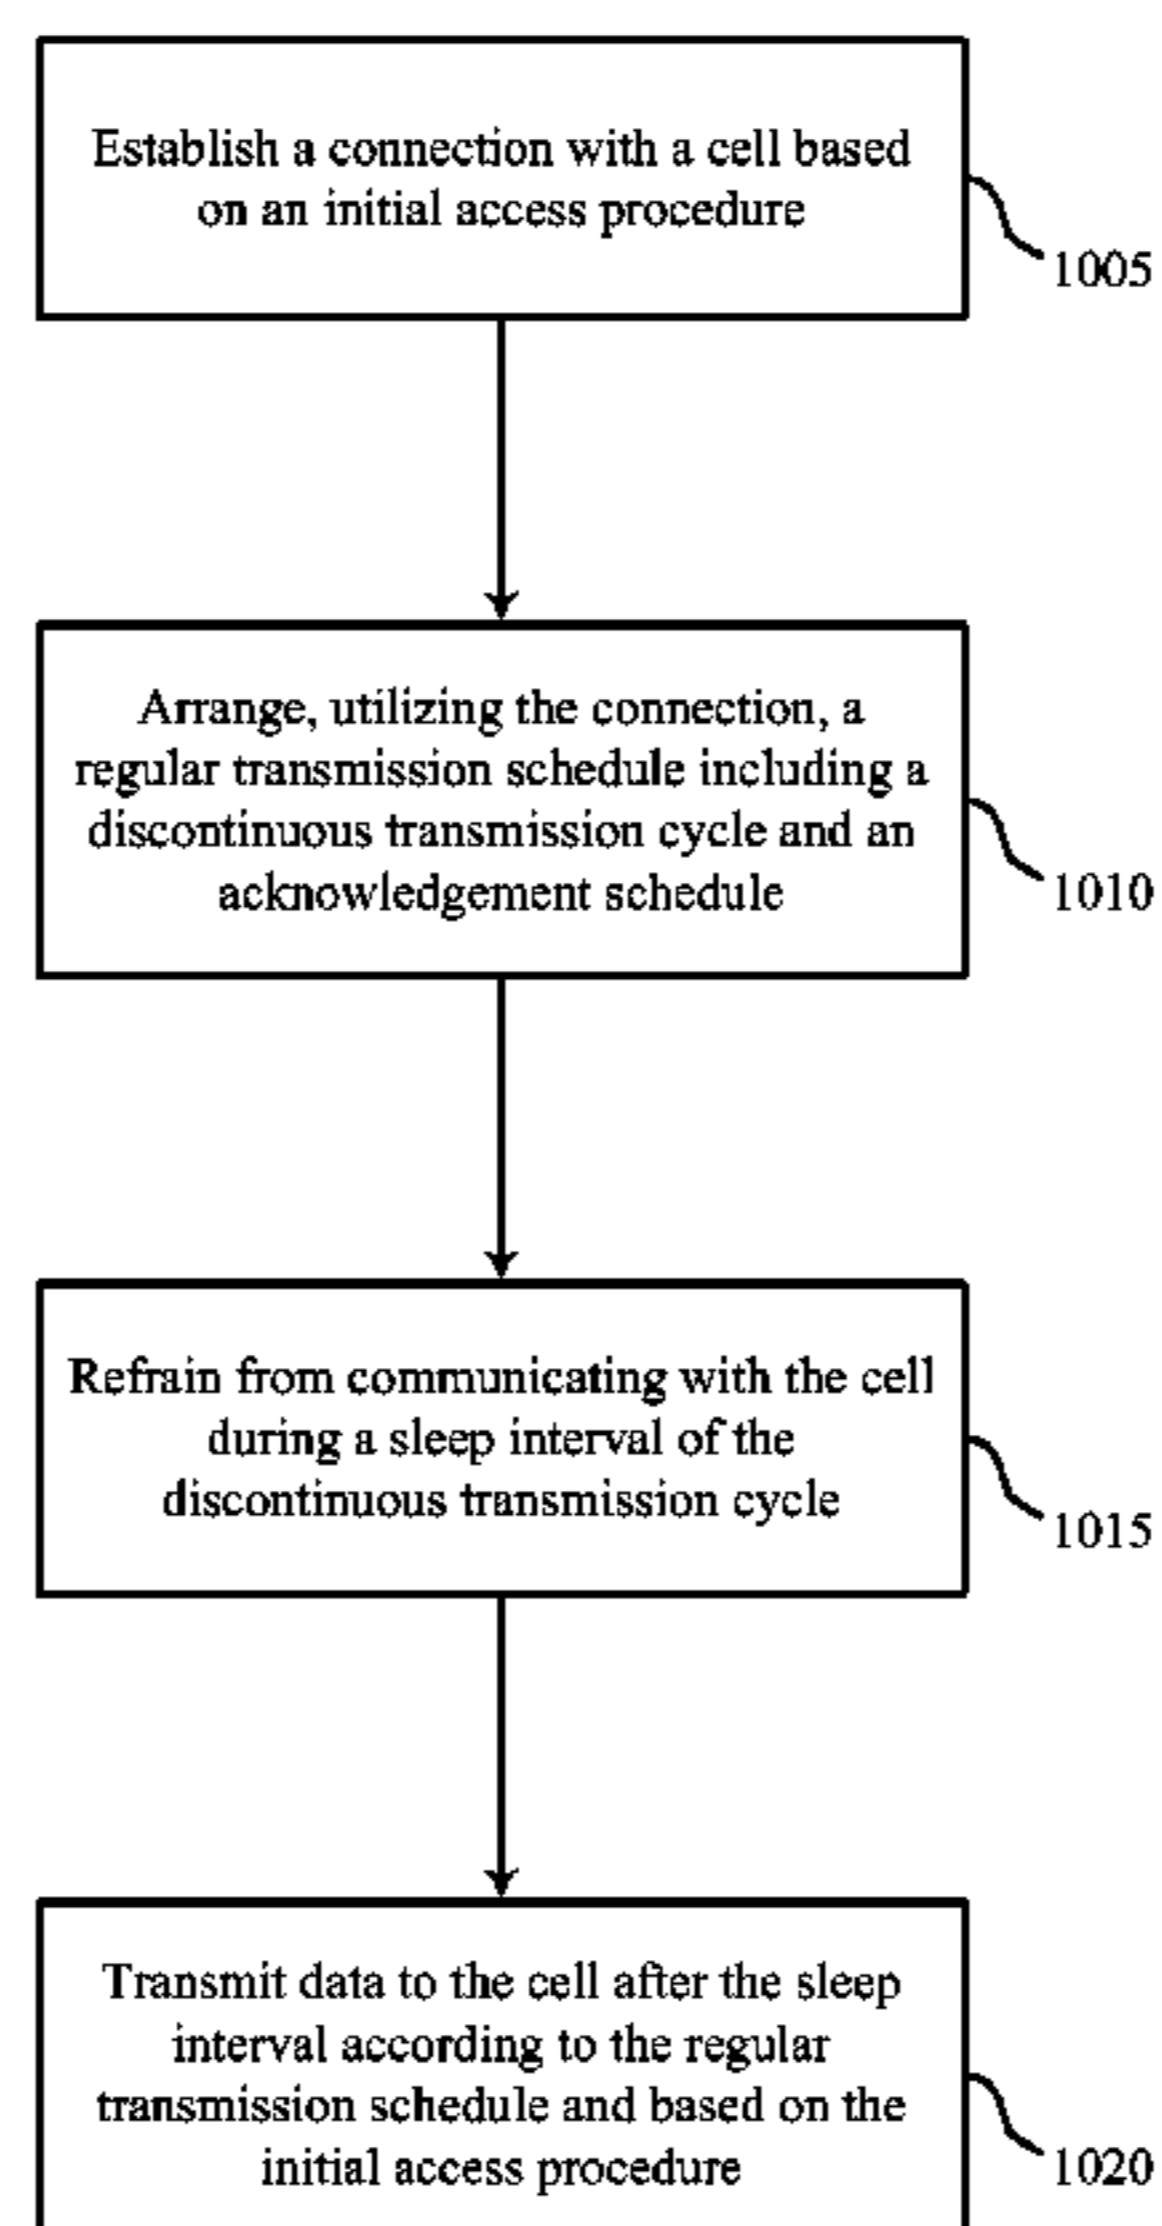 Establish a connection with a cell based
on an initial access procedure
1005
Arrange, utilizing the connection, a
regular transmission schedule including a
discontinuous transmission cycle and an
acknowledgement schedule
1010
Refrain from communicating with the cell
during a sleep interval of the
discontinuous transmission cycle
1015
Transmit data to the cell after the sleep
interval according to the regular
transmission schedule and based on the
initial access procedure
1020